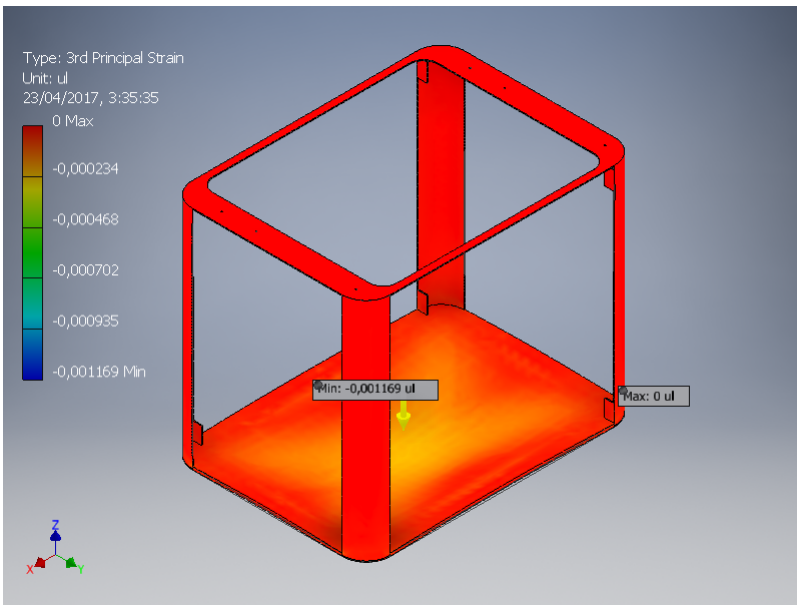 Type: 3rd Principal Strain
Unit: ul
23/04/2017, 3:35:35
0 Max
-0,000234
-0,000468
-0,000702
-0,000935
-0,001169 Min
Min: -0,001169 ul
Max: 0 ul
Z
X
Y